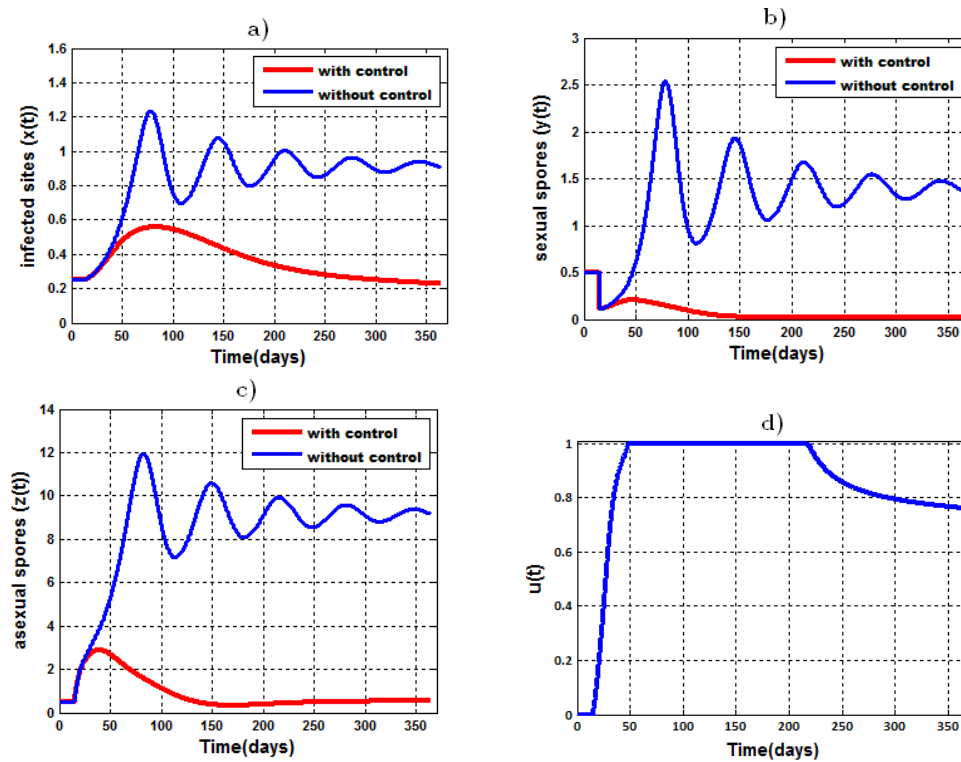 a)
infected sites (x(t))
1.6
1.4
1.2
1
0.8
0.6
0.4
0.2
0
with control
without control
0 50 100 150 200 250 300 350
Time(days)
b)
sexual spores (y(t))
3
2.5
2
1.5
1
0.5
0
with control
without control
0 50 100 150 200 250 300 350
Time(days)
c)
asexual spores (z(t))
14
12
10
8
6
4
2
0
with control
without control
0 50 100 150 200 250 300 350
Time(days)
d)
u(t)
1
0.8
0.6
0.4
0.2
0
0 50 100 150 200 250 300 350
Time(days)